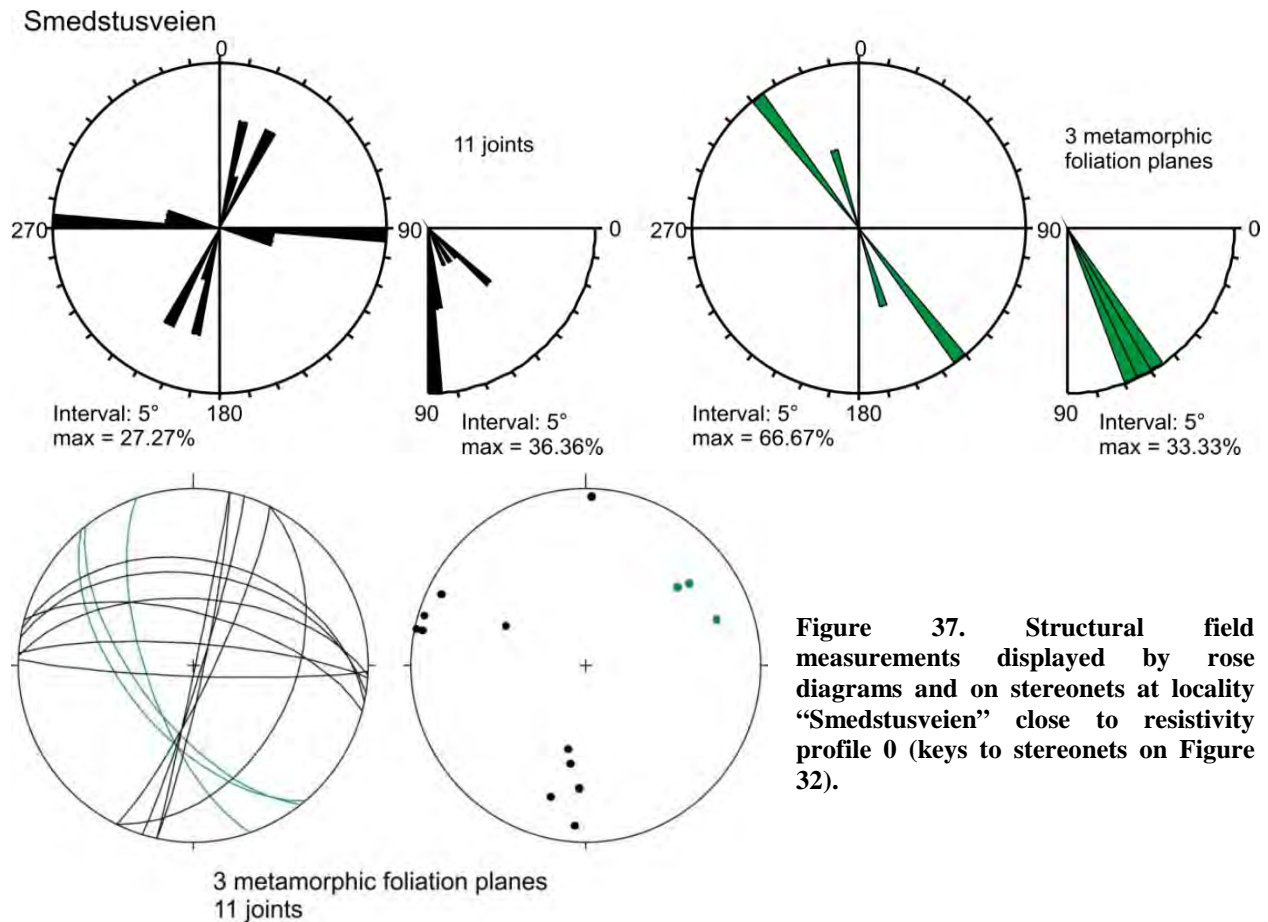 Smedstusveien
0
270
90
180
Interval: 5°
max = 27.27%
11 joints
0
90
Interval: 5°
max = 36.36%
0
270
90
180
Interval: 5°
max = 66.67%
3 metamorphic
foliation planes
0
90
Interval: 5°
max = 33.33%
3 metamorphic foliation planes
11 joints
Figure 37. Structural field
measurements displayed by rose
diagrams and on stereonets at locality
“Smedstusveien” close to resistivity
profile 0 (keys to stereonets on Figure
32).